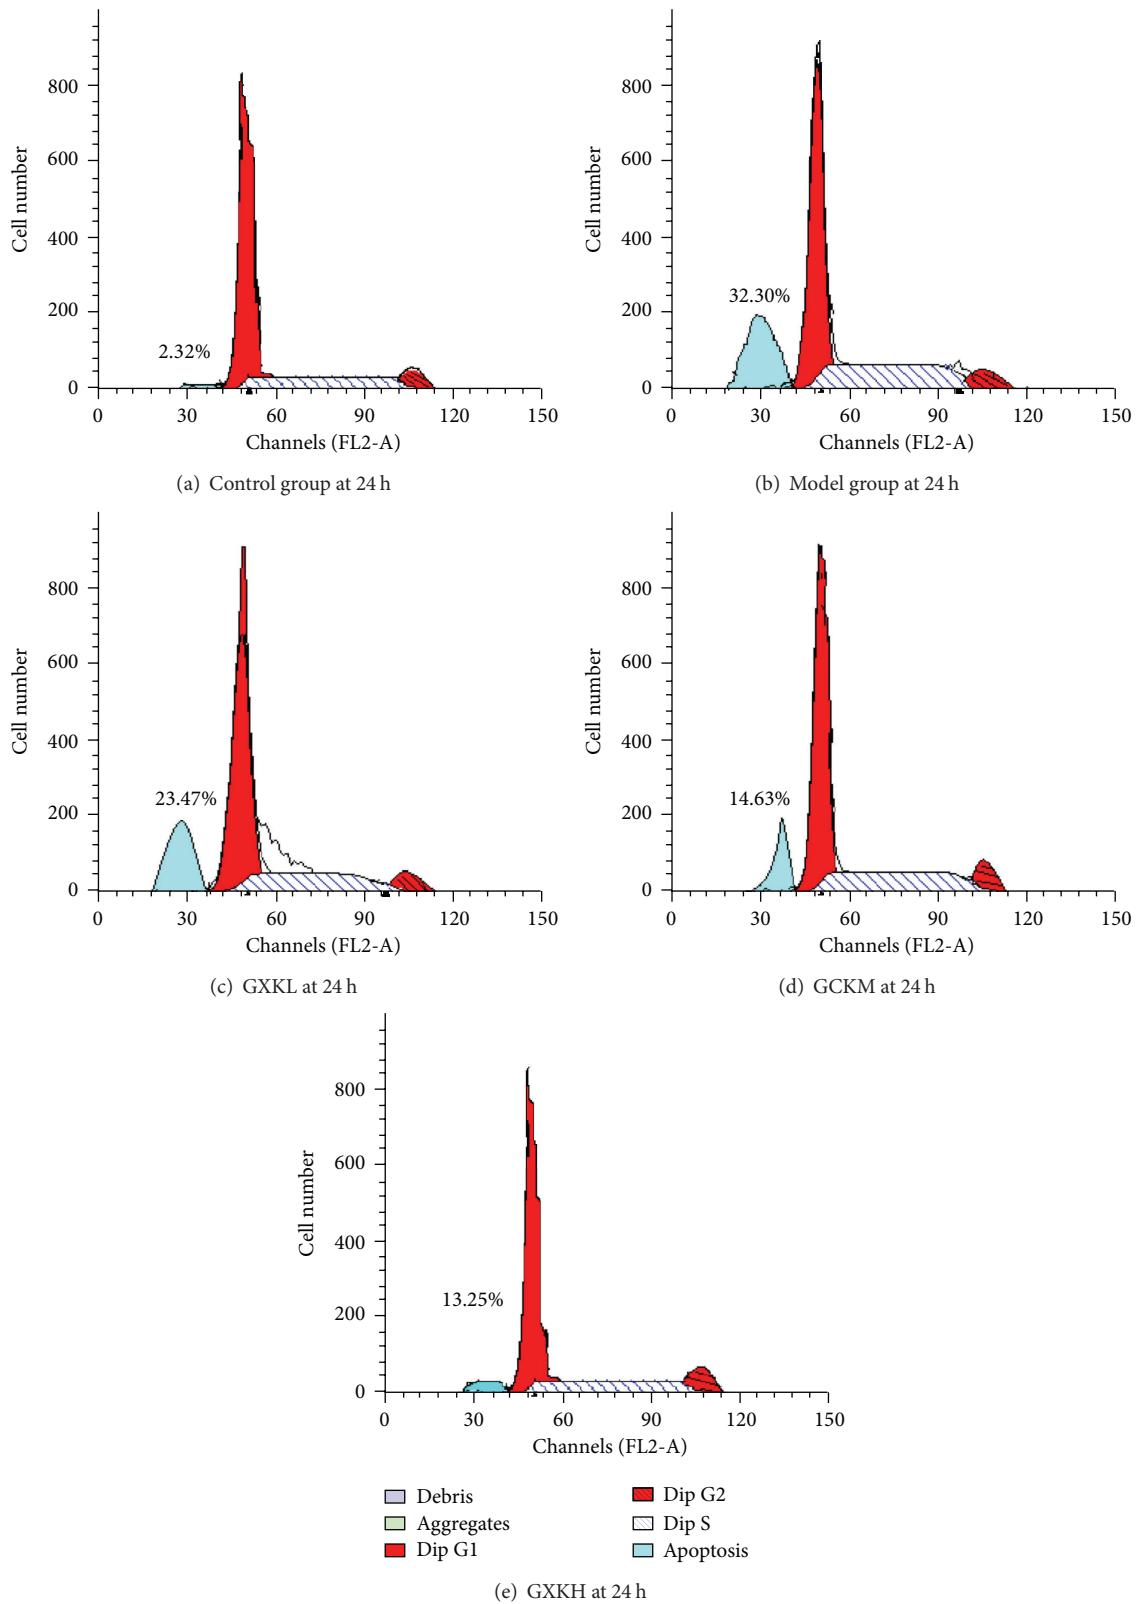 800
600
400
200
0
Cell number
2.32%
0 30 60 90 120 150
Channels (FL2-A)
(a) Control group at 24 h
800
600
400
200
0
Cell number
32.30%
0 30 60 90 120 150
Channels (FL2-A)
(b) Model group at 24 h
800
600
400
200
0
Cell number
23.47%
0 30 60 90 120 150
Channels (FL2-A)
(c) GXKL at 24 h
800
600
400
200
0
Cell number
14.63%
0 30 60 90 120 150
Channels (FL2-A)
(d) GCKM at 24 h
800
600
400
200
0
Cell number
13.25%
0 30 60 90 120 150
Channels (FL2-A)
Debris
Aggregates
Dip G1
Dip G2
Dip S
Apoptosis
(e) GXKH at 24 h